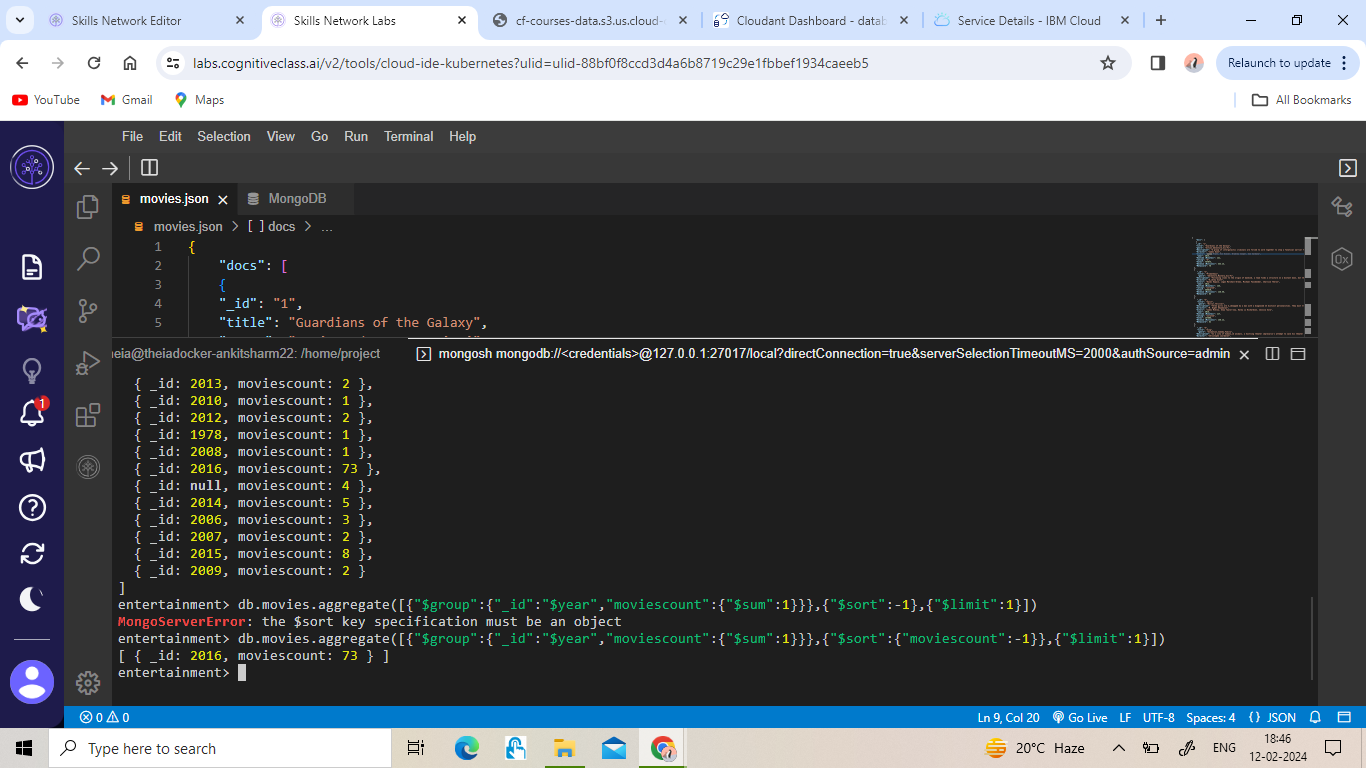 Skills Network Editor
Skills Network Labs
cf-courses-data.s3.us.cloud-
Cloudant Dashboard - datab
Service Details - IBM Cloud
labs.cognitiveclass.ai/v2/tools/cloud-ide-kubernetes?ulid=ulid-88bf0f8ccd3d4a6b8719c29e1fbbef1934caeeb5
Relaunch to update
YouTube
Gmail
Maps
All Bookmarks
File Edit Selection View Go Run Terminal Help
movies.json
MongoDB
movies.json > [ ] docs > ...
1 {
2 "docs": [
3 {
4 "_id": "1",
5 "title": "Guardians of the Galaxy",
heia@theiadocker-ankitsharm22: /home/project
mongosh mongodb://<credentials>@127.0.0.1:27017/local?directConnection=true&serverSelectionTimeoutMS=2000&authSource=admin
{ _id: 2013, moviescount: 2 },
{ _id: 2010, moviescount: 1 },
{ _id: 2012, moviescount: 2 },
{ _id: 1978, moviescount: 1 },
{ _id: 2008, moviescount: 1 },
{ _id: 2016, moviescount: 73 },
{ _id: null, moviescount: 4 },
{ _id: 2014, moviescount: 5 },
{ _id: 2006, moviescount: 3 },
{ _id: 2007, moviescount: 2 },
{ _id: 2015, moviescount: 8 },
{ _id: 2009, moviescount: 2 }
]
entertainment> db.movies.aggregate([{"$group":{"_id":"$year","moviescount":{"$sum":1}}},{"$sort":-1},{"$limit":1}])
MongoServerError: the $sort key specification must be an object
entertainment> db.movies.aggregate([{"$group":{"_id":"$year","moviescount":{"$sum":1}}},{"$sort":{"moviescount":-1}},{"$limit":1}])
[ { _id: 2016, moviescount: 73 } ]
entertainment>
1
0x
0 0
Ln 9, Col 20 Go Live LF UTF-8 Spaces: 4 {} JSON
Type here to search
20°C Haze
ENG
18:46
12-02-2024